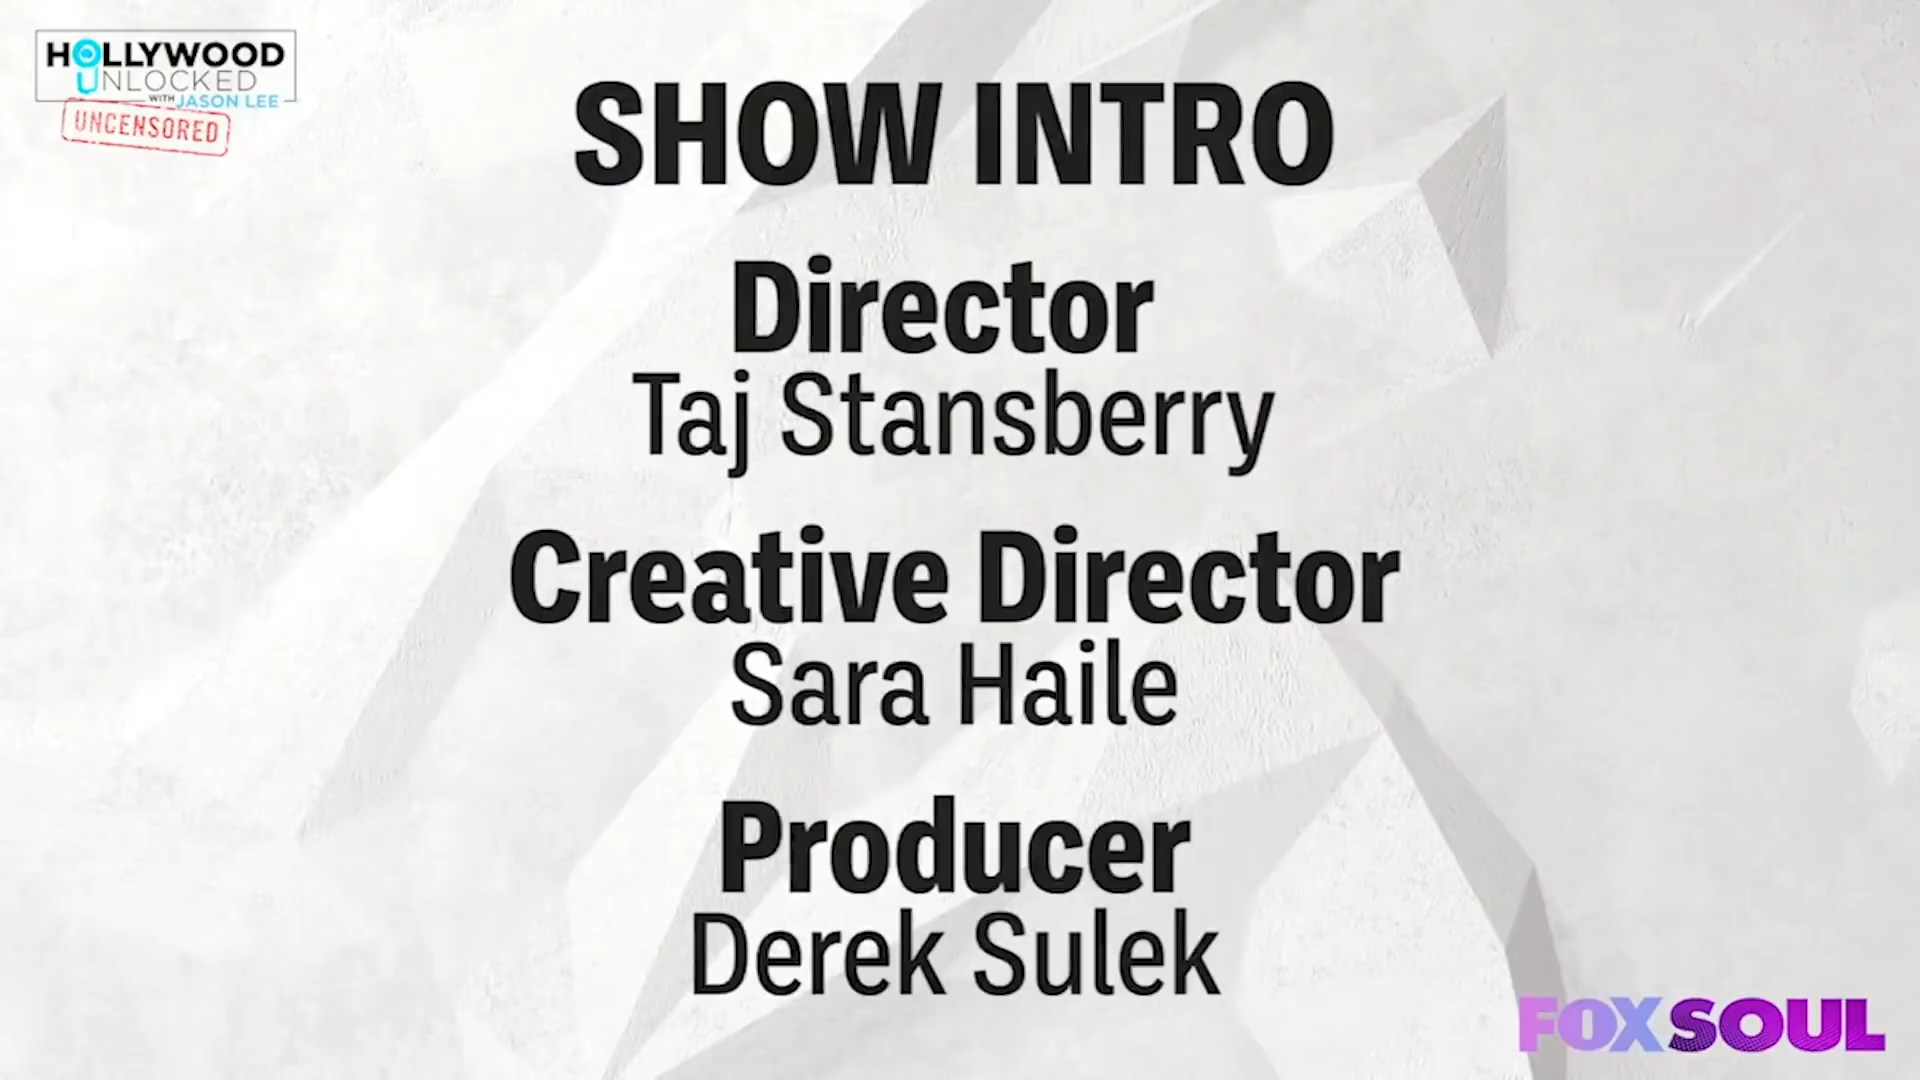 HOLLYWOOD
UNLOCKED
WITH JASON LEE
UNCENSORED
SHOW INTRO
Director
Taj Stansberry
Creative Director
Sara Haile
Producer
Derek Sulek
FOX SOUL